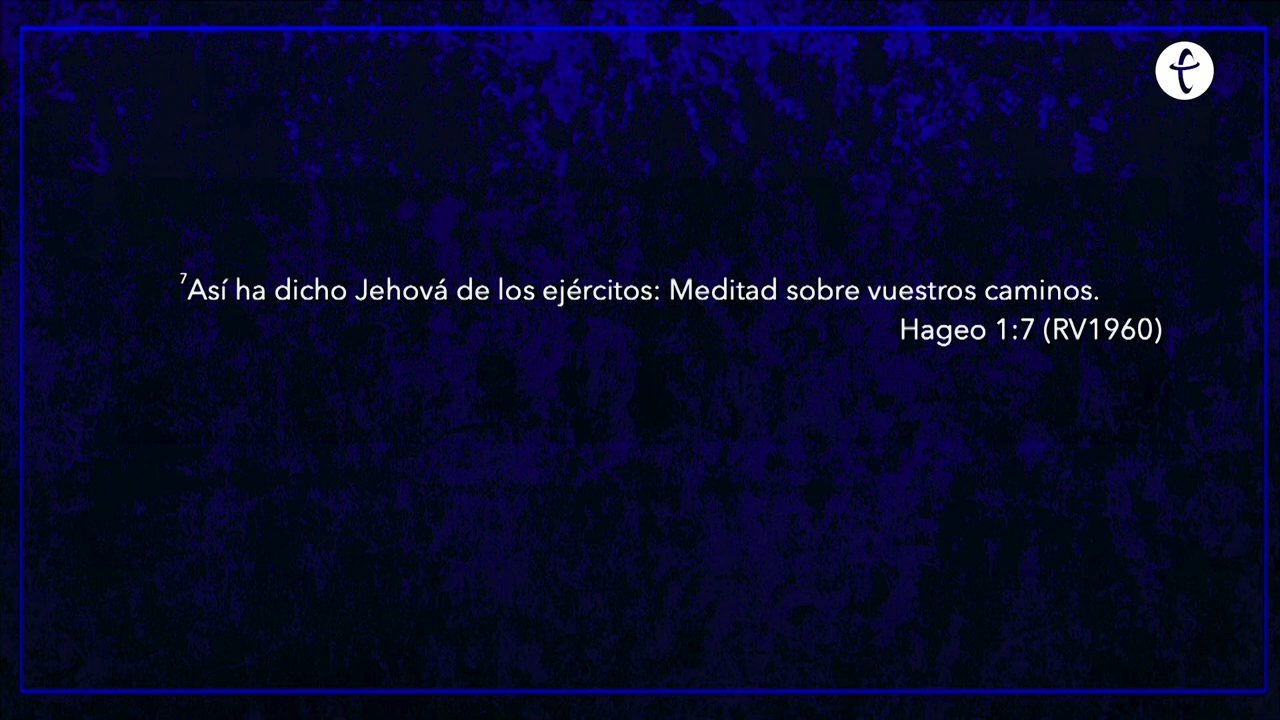 ⁷Así ha dicho Jehová de los ejércitos: Meditad sobre vuestros caminos.
Hageo 1:7 (RV1960)